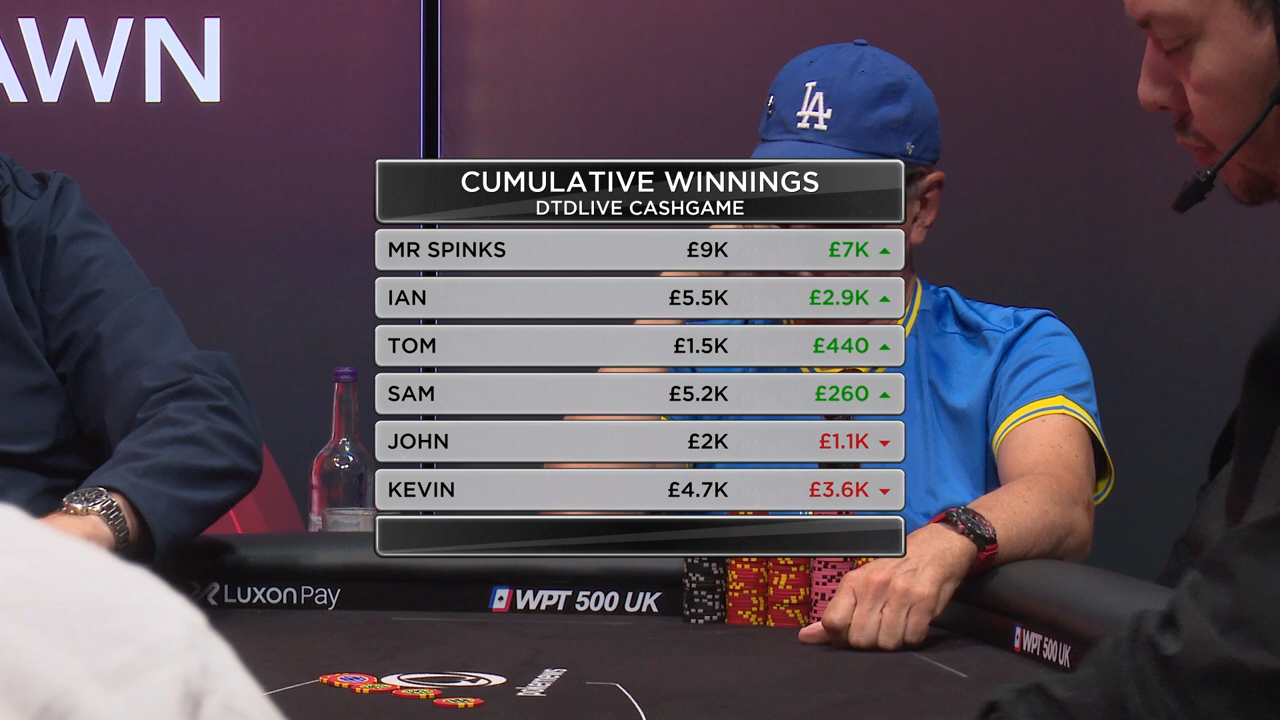 AWN
LA
CUMULATIVE WINNINGS
DTDLIVE CASHGAME
MR SPINKS £9K £7K
IAN £5.5K £2.9K
TOM £1.5K £440
SAM £5.2K £260
JOHN £2K £1.1K
KEVIN £4.7K £3.6K
LUXON Pay
WPT 500 UK
WPT 500 UK